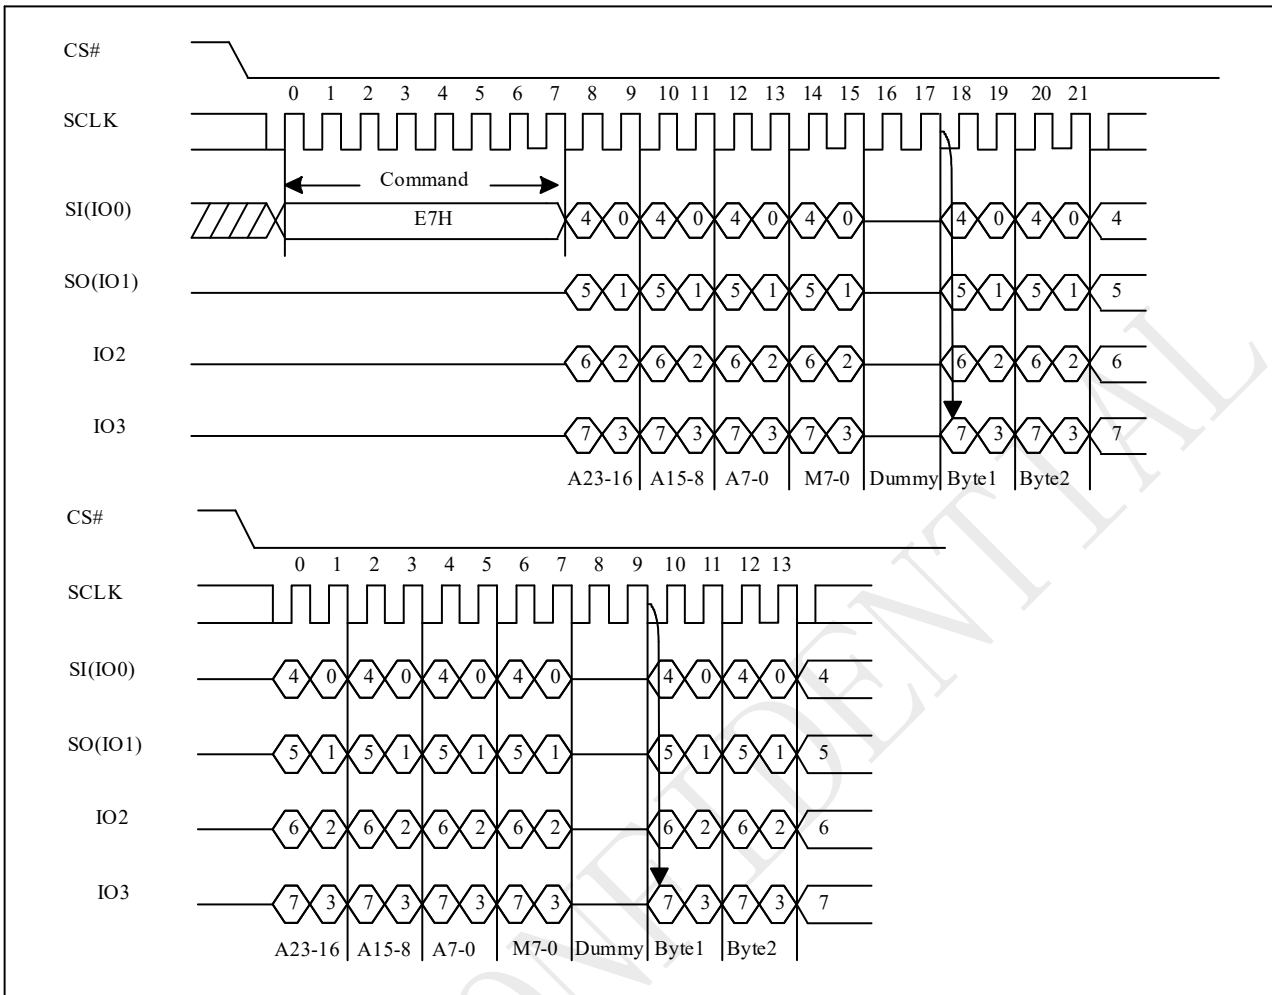 CS#
0 1 2 3 4 5 6 7 8 9 10 11 12 13 14 15 16 17 18 19 20 21
SCLK
Command
SI(IO0) E7H 4 0 4 0 4 0 4 0 4 0 4 0 4
SO(IO1) 5 1 5 1 5 1 5 1 5 1 5 1 5
IO2 6 2 6 2 6 2 6 2 6 2 6 2 6
IO3 7 3 7 3 7 3 7 3 7 3 7 3 7
A23-16 A15-8 A7-0 M7-0 Dummy Byte1 Byte2
CS#
0 1 2 3 4 5 6 7 8 9 10 11 12 13
SCLK
SI(IO0) 4 0 4 0 4 0 4 0 4 0 4 0 4
SO(IO1) 5 1 5 1 5 1 5 1 5 1 5 1 5
IO2 6 2 6 2 6 2 6 2 6 2 6 2 6
IO3 7 3 7 3 7 3 7 3 7 3 7 3 7
A23-16 A15-8 A7-0 M7-0 Dummy Byte1 Byte2
ONFIDENTIAL